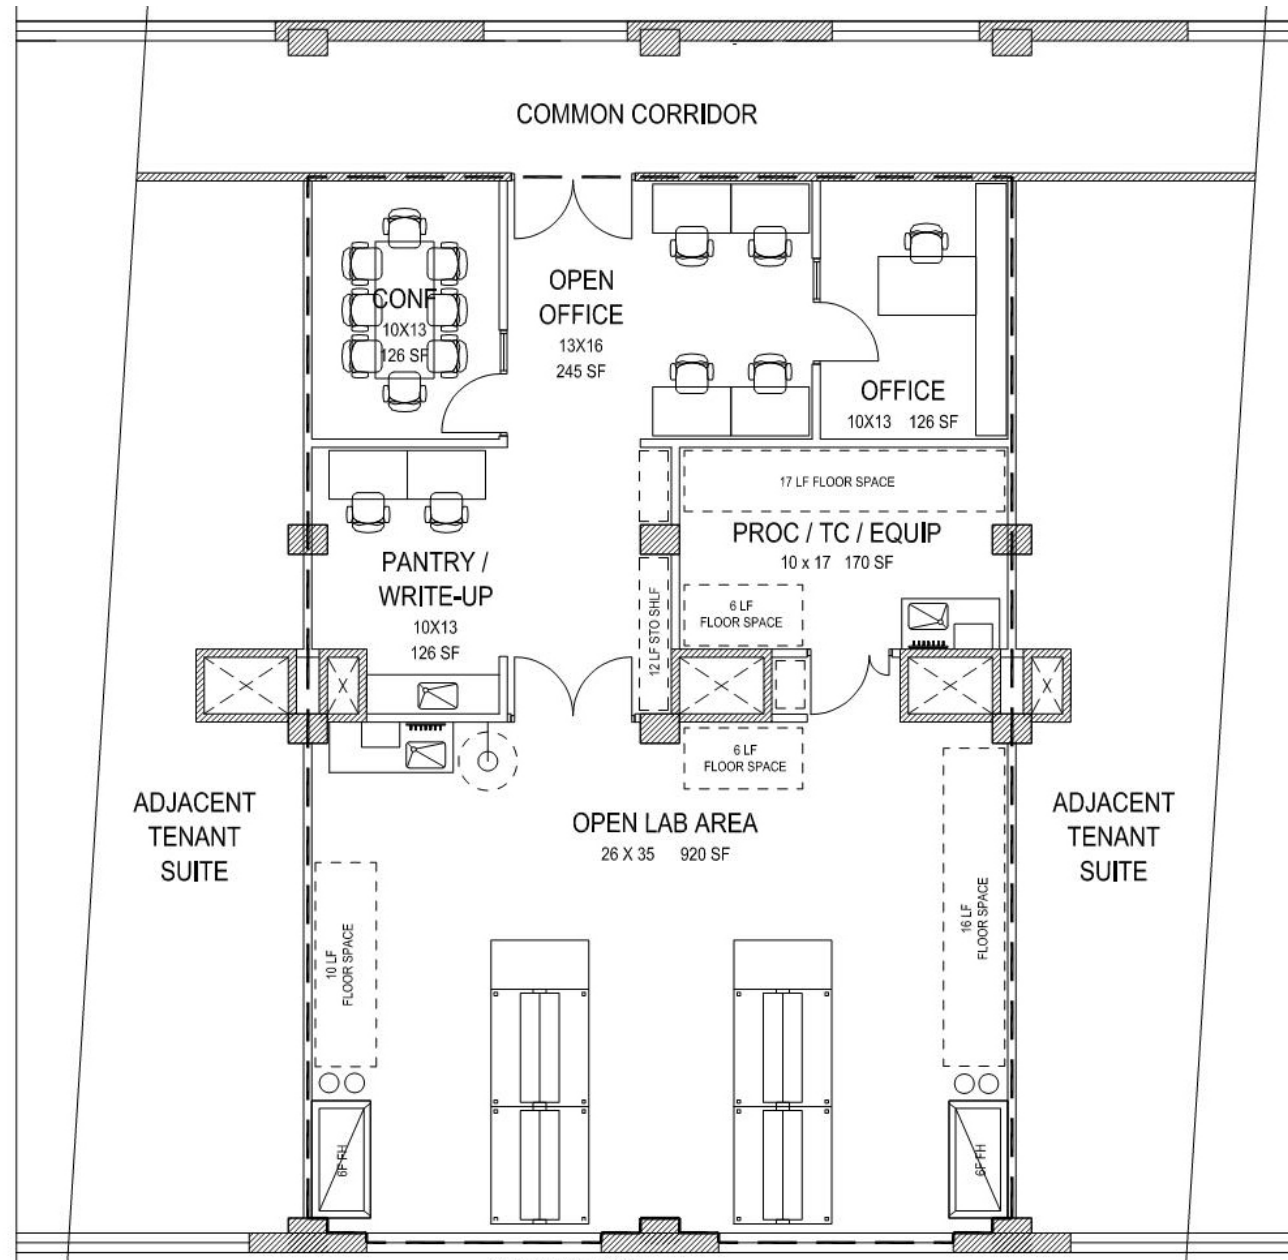 COMMON CORRIDOR
CONF
10X13
126 SF
OPEN
OFFICE
13X16
245 SF
OFFICE
10X13 126 SF
17 LF FLOOR SPACE
PROC / TC / EQUIP
10 x 17 170 SF
PANTRY /
WRITE-UP
10X13
126 SF
12 LF STO SHLF
6 LF
FLOOR SPACE
X
X
6 LF
FLOOR SPACE
OPEN LAB AREA
26 X 35 920 SF
ADJACENT
TENANT
SUITE
ADJACENT
TENANT
SUITE
10 LF
FLOOR SPACE
16 LF
FLOOR SPACE
6F FH
6F FH